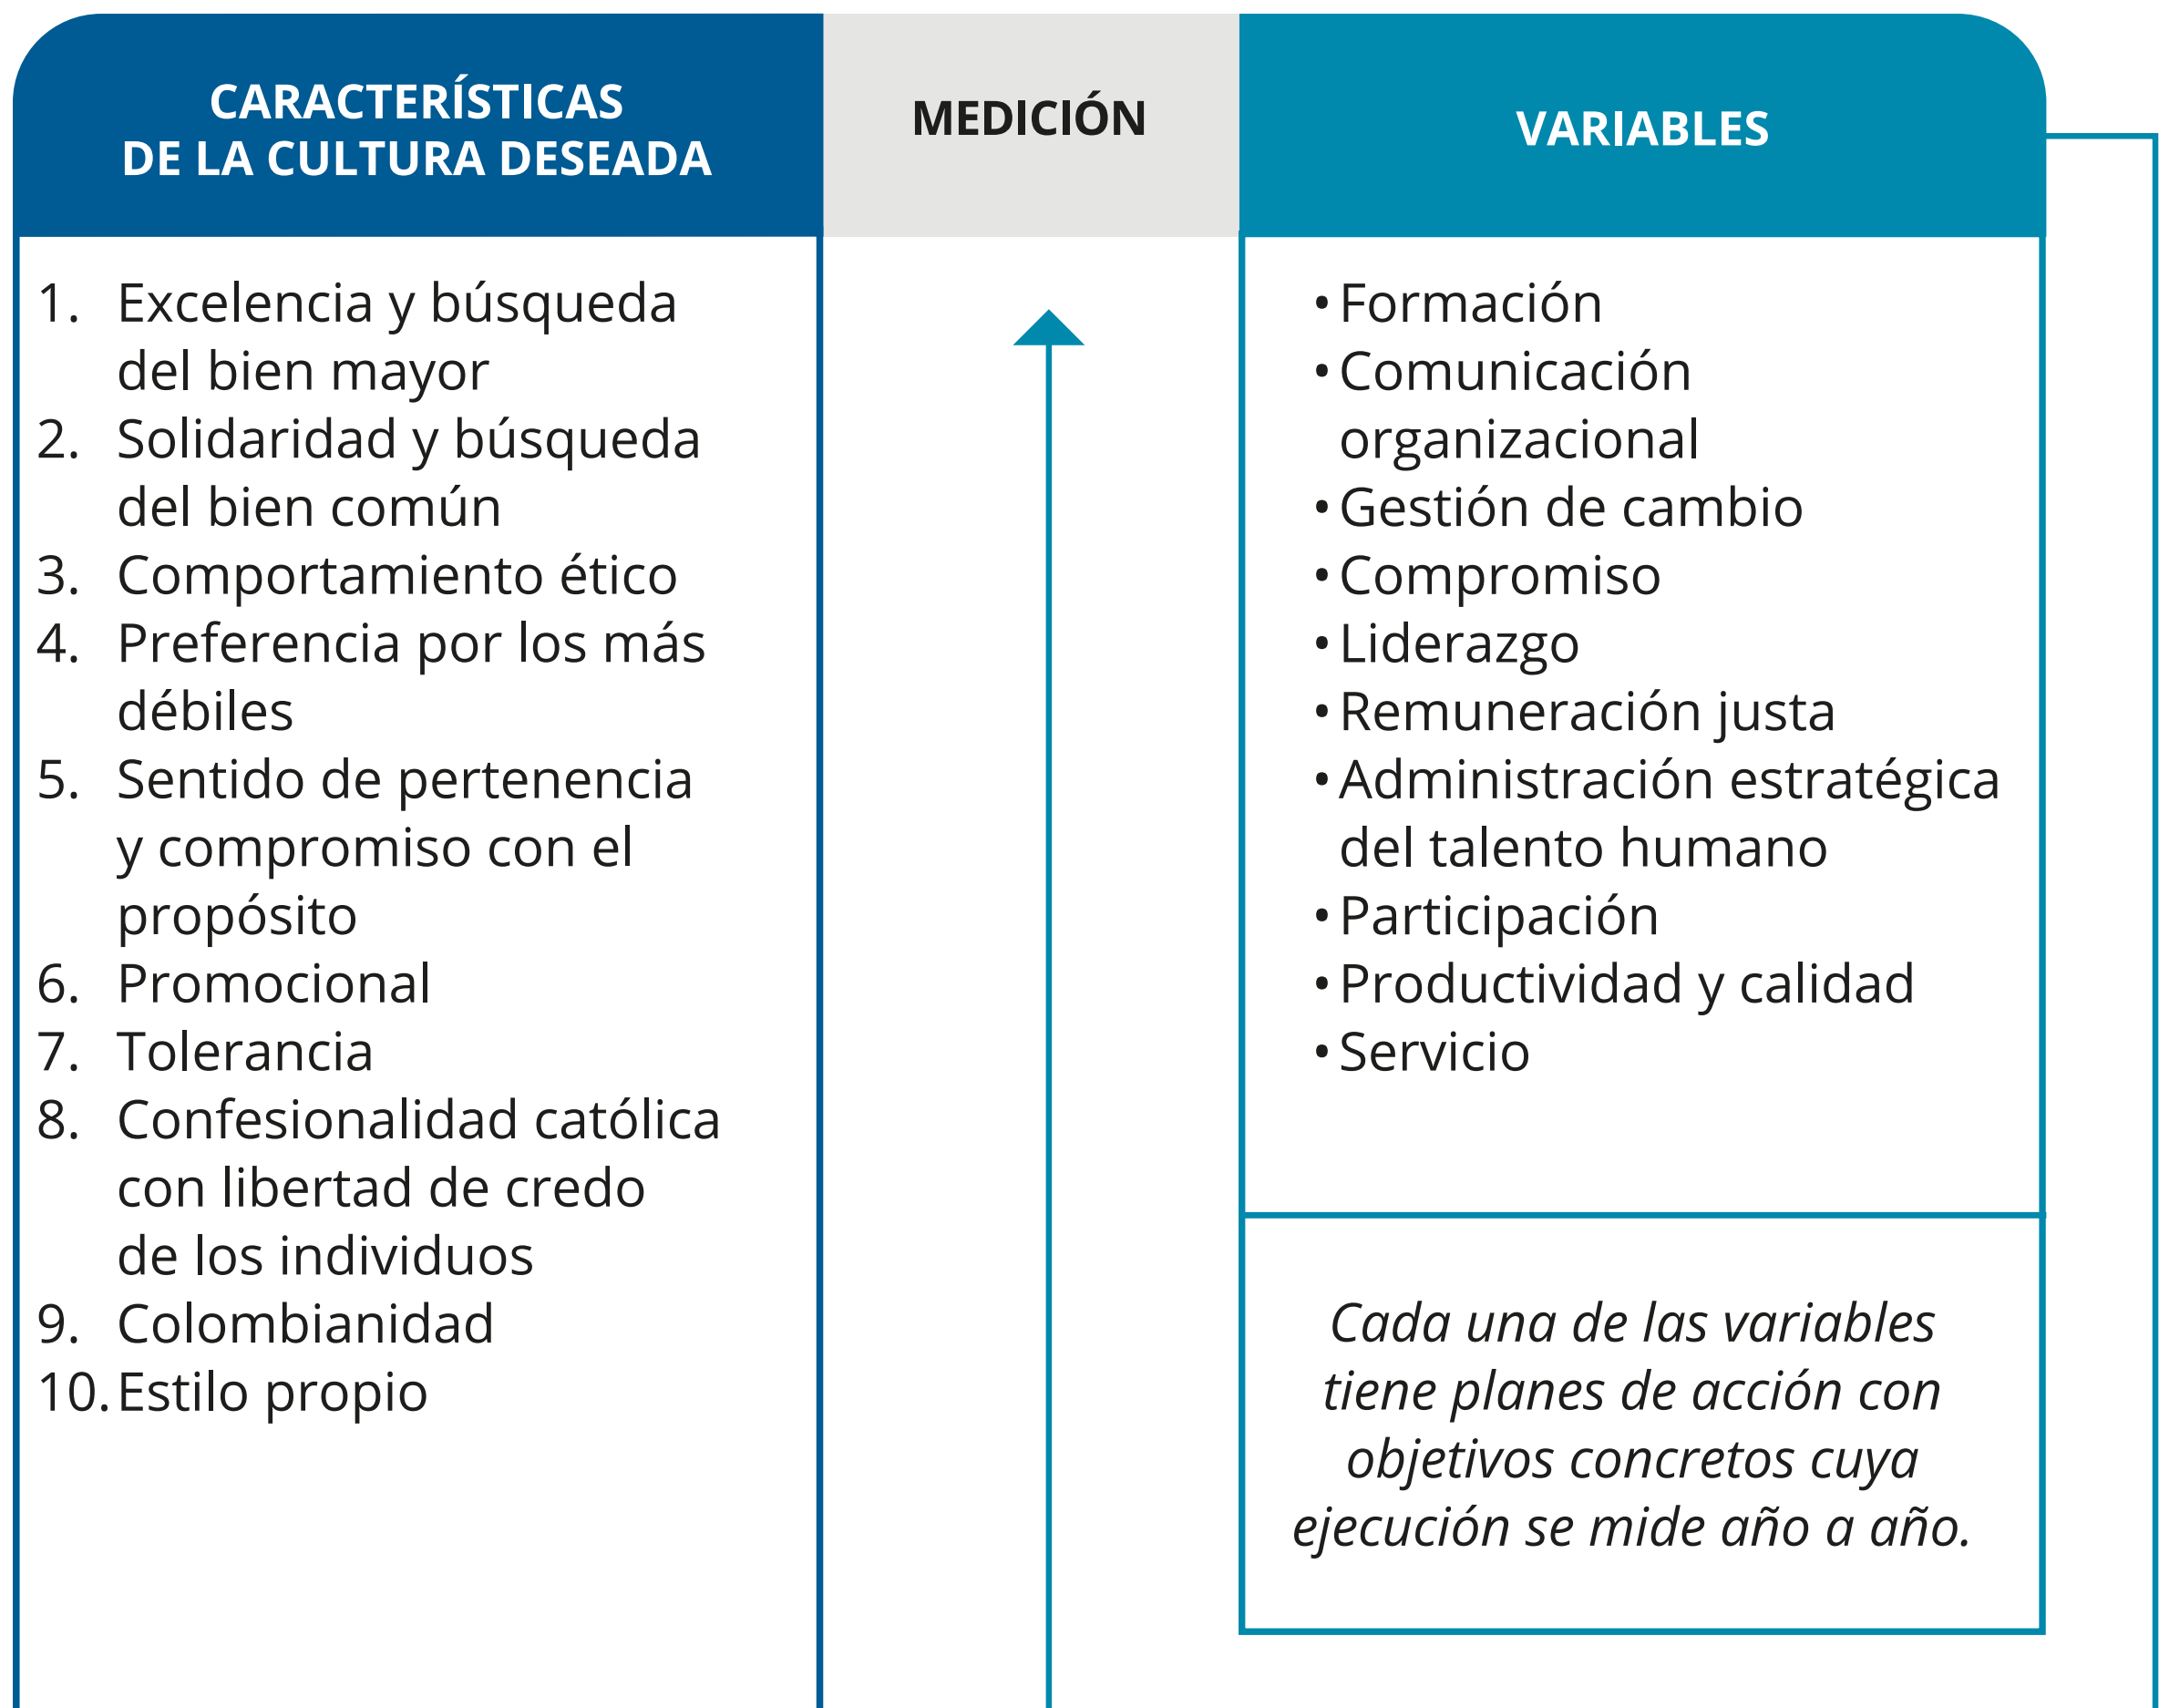 CARACTERÍSTICAS
DE LA CULTURA DESEADA
MEDICIÓN
VARIABLES
1. Excelencia y búsqueda
del bien mayor
2. Solidaridad y búsqueda
del bien común
3. Comportamiento ético
4. Preferencia por los más
débiles
5. Sentido de pertenencia
y compromiso con el
propósito
6. Promocional
7. Tolerancia
8. Confesionalidad católica
con libertad de credo
de los individuos
9. Colombianidad
10. Estilo propio
• Formación
• Comunicación
organizacional
• Gestión de cambio
• Compromiso
• Liderazgo
• Remuneración justa
• Administración estratégica
del talento humano
• Participación
• Productividad y calidad
• Servicio
Cada una de las variables
tiene planes de acción con
objetivos concretos cuya
ejecución se mide año a año.